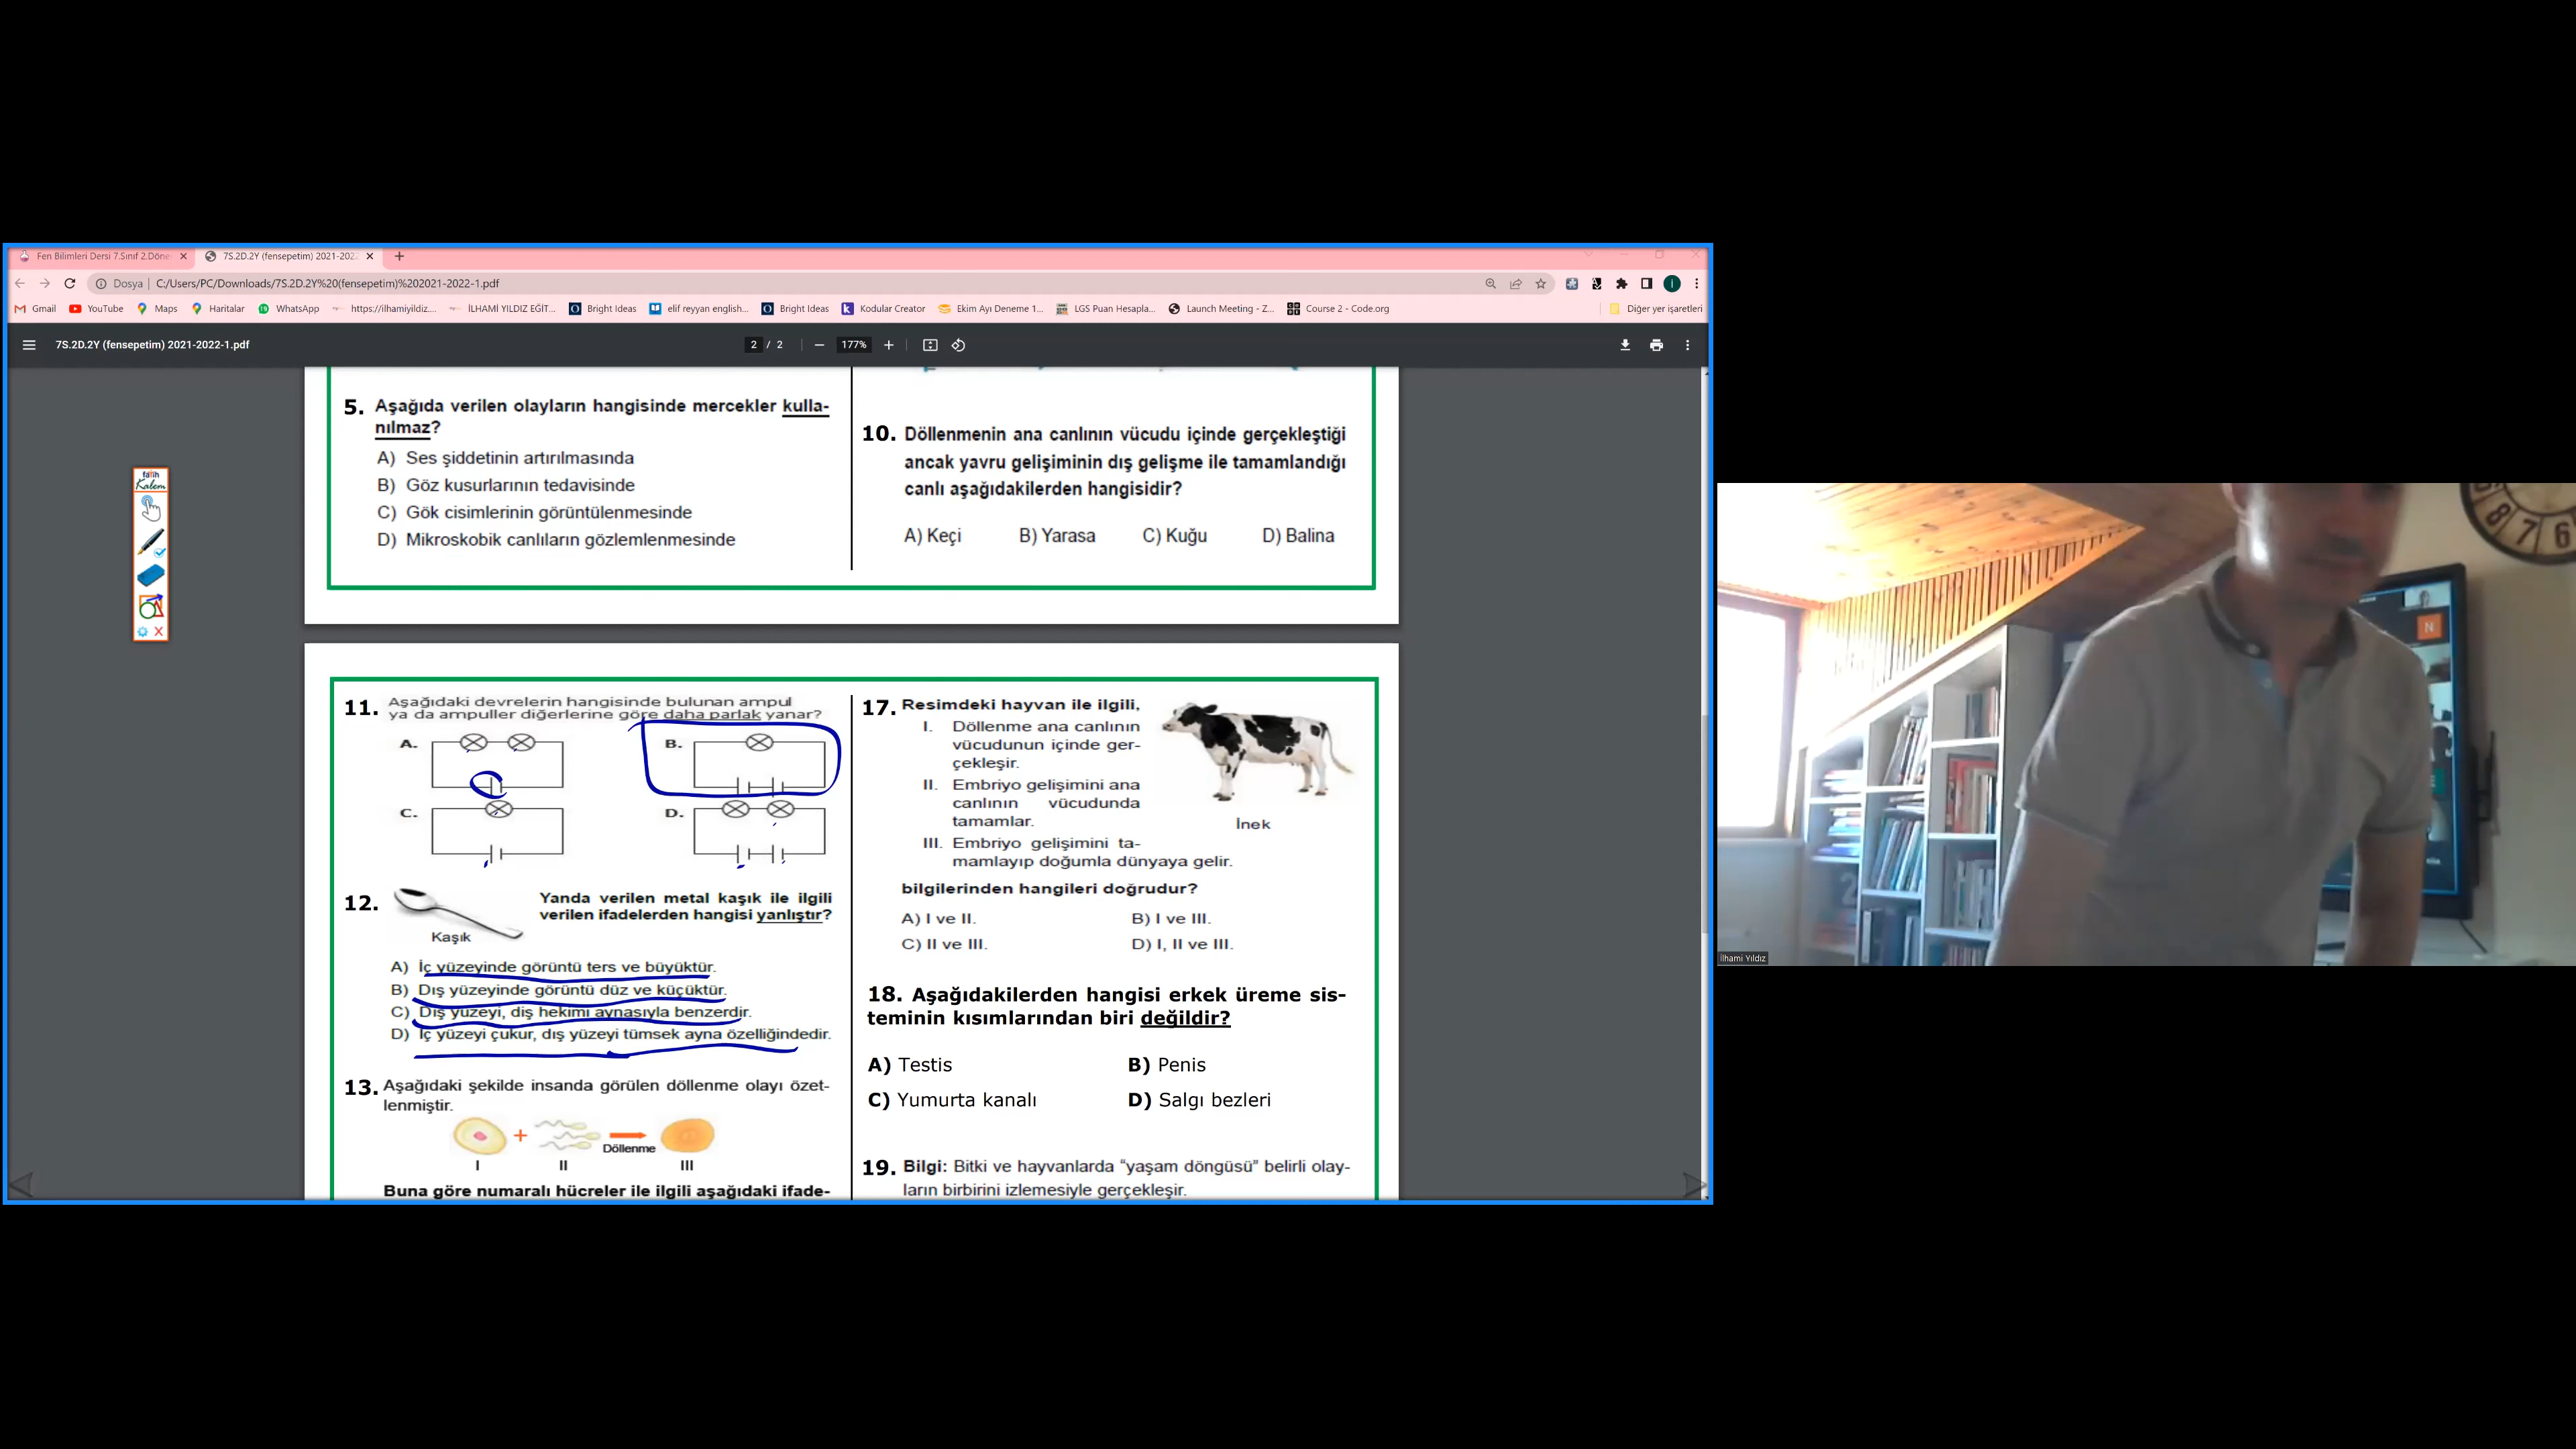 Fen Bilimleri Dersi 7.Sınıf 2.Döne
7S.2D.2Y (fensepetim) 2021-202
Dosya | C:/Users/PC/Downloads/7S.2D.2Y%20(fensepetim)%202021-2022-1.pdf
Gmail YouTube Maps Haritalar WhatsApp https://ilhamiyildiz.... İLHAMİ YILDIZ EĞİT... Bright Ideas elif reyyan english... Bright Ideas Kodular Creator Ekim Ayı Deneme 1... LGS Puan Hesapla... Launch Meeting - Z... Course 2 - Code.org Diğer yer işaretleri
7S.2D.2Y (fensepetim) 2021-2022-1.pdf
2 / 2
177%
fatih
Kalem
5. Aşağıda verilen olayların hangisinde mercekler kulla-
nılmaz?
A) Ses şiddetinin artırılmasında
B) Göz kusurlarının tedavisinde
C) Gök cisimlerinin görüntülenmesinde
D) Mikroskobik canlıların gözlemlenmesinde
10. Döllenmenin ana canlının vücudu içinde gerçekleştiği
ancak yavru gelişiminin dış gelişme ile tamamlandığı
canlı aşağıdakilerden hangisidir?
A) Keçi B) Yarasa C) Kuğu D) Balina
11. Aşağıdaki devrelerin hangisinde bulunan ampul
ya da ampuller diğerlerine göre daha parlak yanar?
A.
B.
C.
D.
12. Yanda verilen metal kaşık ile ilgili
verilen ifadelerden hangisi yanlıştır?
Kaşık
A) İç yüzeyinde görüntü ters ve büyüktür.
B) Dış yüzeyinde görüntü düz ve küçüktür.
C) Dış yüzeyi, diş hekimi aynasıyla benzerdir.
D) İç yüzeyi çukur, dış yüzeyi tümsek ayna özelliğindedir.
13. Aşağıdaki şekilde insanda görülen döllenme olayı özet-
lenmiştir.
+
Döllenme
I II III
Buna göre numaralı hücreler ile ilgili aşağıdaki ifade-
17. Resimdeki hayvan ile ilgili,
I. Döllenme ana canlının
vücudunun içinde ger-
çekleşir.
II. Embriyo gelişimini ana
canlının vücudunda
tamamlar.
İnek
III. Embriyo gelişimini ta-
mamlayıp doğumla dünyaya gelir.
bilgilerinden hangileri doğrudur?
A) I ve II. B) I ve III.
C) II ve III. D) I, II ve III.
18. Aşağıdakilerden hangisi erkek üreme sis-
teminin kısımlarından biri değildir?
A) Testis B) Penis
C) Yumurta kanalı D) Salgı bezleri
19. Bilgi: Bitki ve hayvanlarda "yaşam döngüsü" belirli olay-
ların birbirini izlemesiyle gerçekleşir.
8 7 6
N
İlhami Yıldız